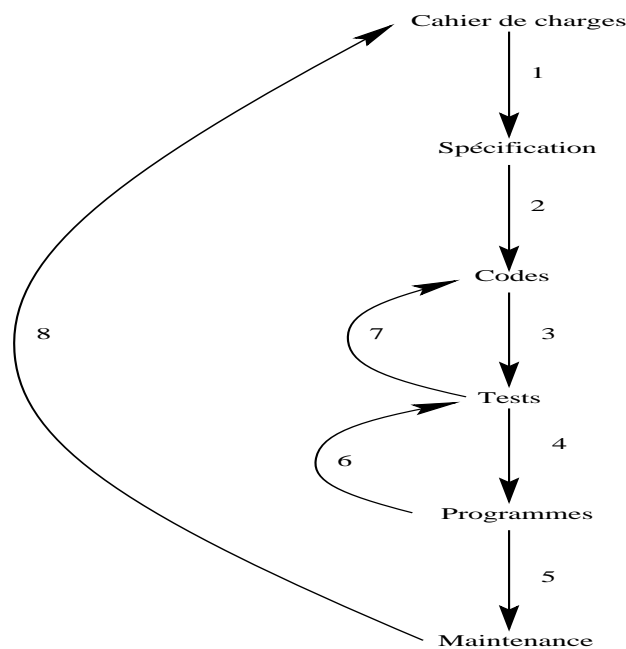 Cahier de charges
1
Spécification
2
Codes
8
7
3
Tests
4
6
Programmes
5
Maintenance